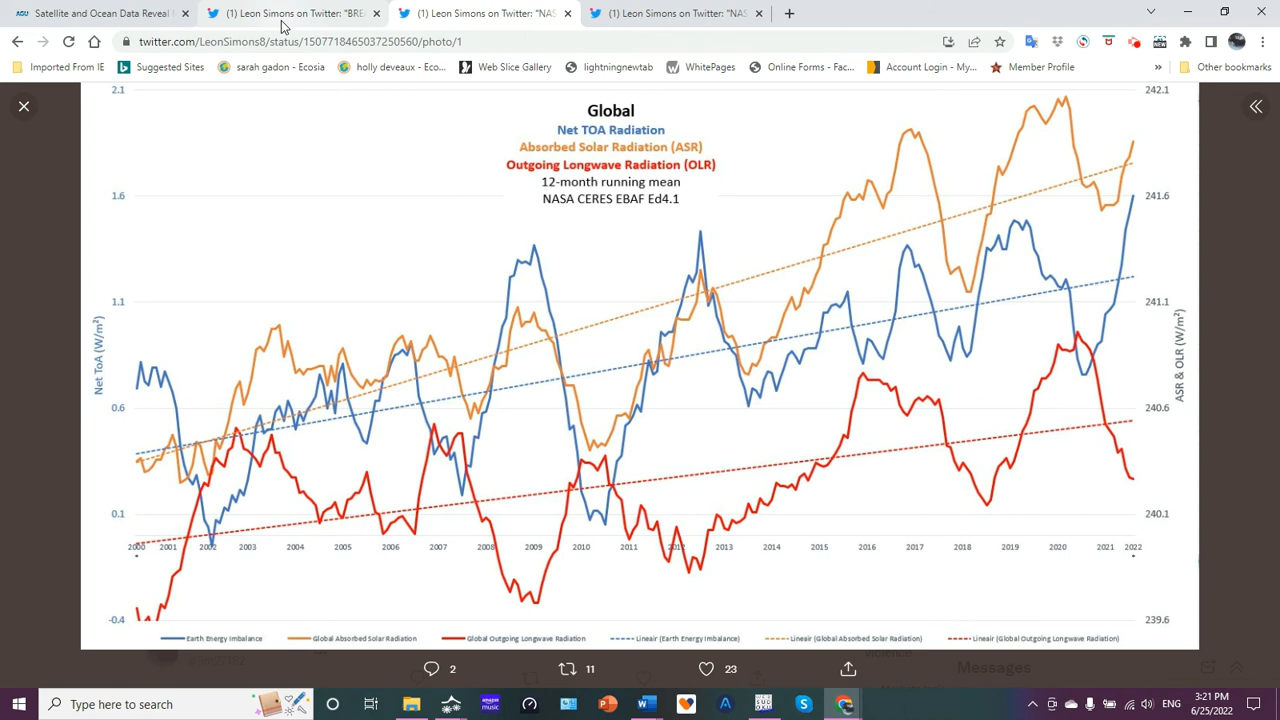 Satellite and Ocean Data
(1) Leon Simons on Twitter: "BRE
(1) Leon Simons on Twitter: "NAS
(1) Leon Simons on Twitter: "NAS
twitter.com/LeonSimons8/status/1507718465037250560/photo/1
Imported From IE
Suggested Sites
sarah gadon - Ecosia
holly deveaux - Eco...
Web Slice Gallery
lightningnewtab
WhitePages
Online Forms - Fac...
Account Login - My...
Member Profile
»
Other bookmarks
Global
Net TOA Radiation
Absorbed Solar Radiation (ASR)
Outgoing Longwave Radiation (OLR)
12-month running mean
NASA CERES EBAF Ed4.1
2.1
1.6
1.1
0.6
0.1
-0.4
Net ToA (W/m²)
242.1
241.6
241.1
240.6
240.1
239.6
ASR & OLR (W/m²)
2000 2001 2002 2003 2004 2005 2006 2007 2008 2009 2010 2011 2012 2013 2014 2015 2016 2017 2018 2019 2020 2021 2022
Earth Energy Imbalance
Global Absorbed Solar Radiation
Global Outgoing Longwave Radiation
Lineair (Earth Energy Imbalance)
Lineair (Global Absorbed Solar Radiation)
Lineair (Global Outgoing Longwave Radiation)
2
11
23
Messages
Type here to search
ENG
3:21 PM
6/25/2022